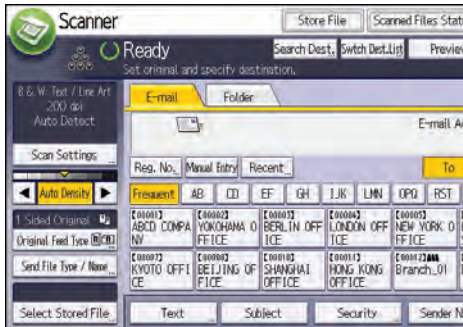 Scanner
Store File
Scanned Files Stat
Ready
Search Dest.
Swtch Dest.List
Preview
Set original and specify destination.
B & W: Text / Line Art
200 dpi
Auto Detect
E-mail
Folder
E-mail A
Scan Settings
Reg. No.
Manual Entry
Recent
To
Auto Density
Frequent
AB
CD
EF
GH
IJK
LMN
OPQ
RST
1 Sided Original
[00001]
ABCD COMPA
NY
[00002]
YOKOHAMA O
FFICE
[00003]
BERLIN OFF
ICE
[00004]
LONDON OFF
ICE
[00005]
NEW YORK O
FFICE
Original Feed Type
Send File Type / Name
[00007]
KYOTO OFFI
CE
BEIJING OF
FICE
SHANGHAI
OFFICE
HONG KONG
OFFICE
Branch_01
Select Stored File
Text
Subject
Security
Sender N